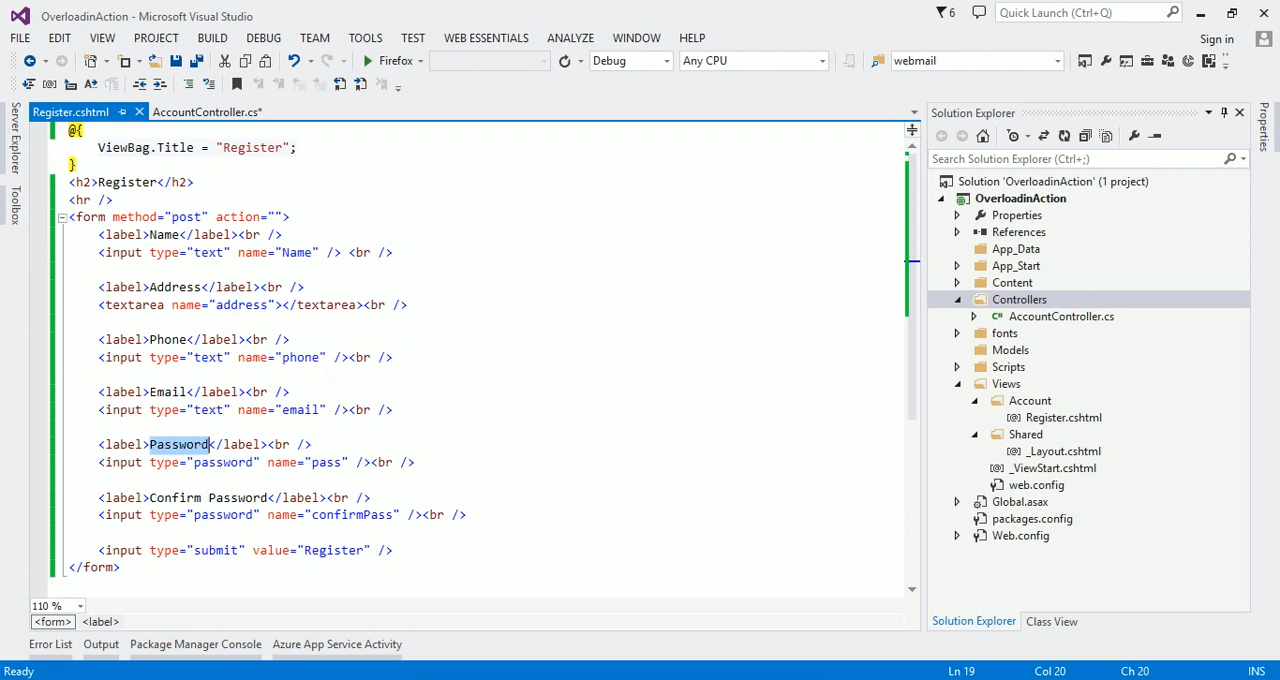 OverloadinAction - Microsoft Visual Studio
6
Quick Launch (Ctrl+Q)
FILE EDIT VIEW PROJECT BUILD DEBUG TEAM TOOLS TEST WEB ESSENTIALS ANALYZE WINDOW HELP
Sign in
Firefox
Debug
Any CPU
webmail
Server Explorer
Toolbox
Register.cshtml
AccountController.cs*
@{
ViewBag.Title = "Register";
}
<h2>Register</h2>
<hr />
<form method="post" action="">
<label>Name</label><br />
<input type="text" name="Name" /> <br />
<label>Address</label><br />
<textarea name="address"></textarea><br />
<label>Phone</label><br />
<input type="text" name="phone" /><br />
<label>Email</label><br />
<input type="text" name="email" /><br />
<label>Password</label><br />
<input type="password" name="pass" /><br />
<label>Confirm Password</label><br />
<input type="password" name="confirmPass" /><br />
<input type="submit" value="Register" />
</form>
110 %
<form> <label>
Error List Output Package Manager Console Azure App Service Activity
Solution Explorer
Search Solution Explorer (Ctrl+;)
Solution 'OverloadinAction' (1 project)
OverloadinAction
Properties
References
App_Data
App_Start
Content
Controllers
C# AccountController.cs
fonts
Models
Scripts
Views
Account
[@] Register.cshtml
Shared
[@] _Layout.cshtml
[@] _ViewStart.cshtml
web.config
Global.asax
packages.config
Web.config
Solution Explorer Class View
Properties
Ready
Ln 19
Col 20
Ch 20
INS